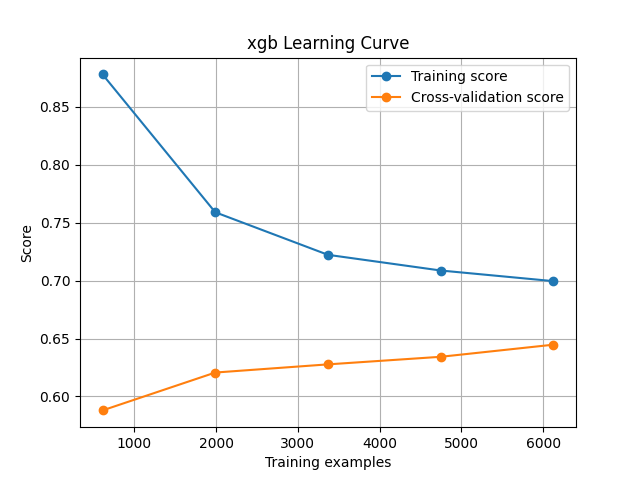 xgb Learning Curve
Training score
Cross-validation score
0.85
0.80
0.75
0.70
0.65
0.60
Score
1000 2000 3000 4000 5000 6000
Training examples